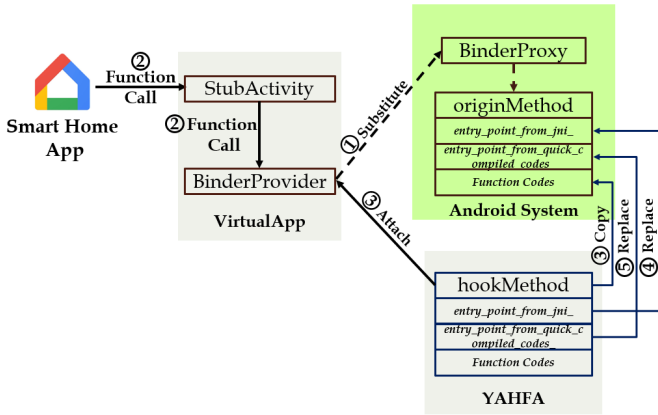 ②
Function
Call
Smart Home
App
StubActivity
② Function
Call
BinderProvider
VirtualApp
① Substitute
③ Attach
BinderProxy
originMethod
entry_point_from_jni_
entry_point_from_quick_c
ompiled_codes_
Function Codes
Android System
③ Copy
⑤ Replace
④ Replace
hookMethod
entry_point_from_jni_
entry_point_from_quick_c
ompiled_codes_
Function Codes
YAHFA